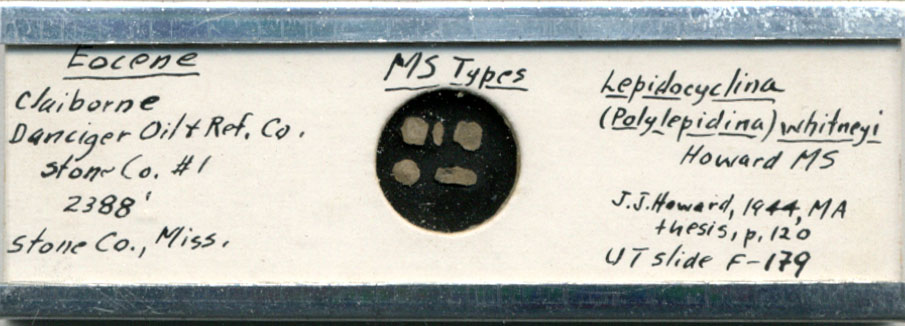 Eocene
Claiborne
Danciger Oil + Ref. Co.
Stone Co. #1
2388'
Stone Co., Miss.
MS Types
Lepidocyclina
(Polylepidina) whitneyi
Howard MS
J.J. Howard, 1944, MA
thesis, p. 120
UT slide F-179